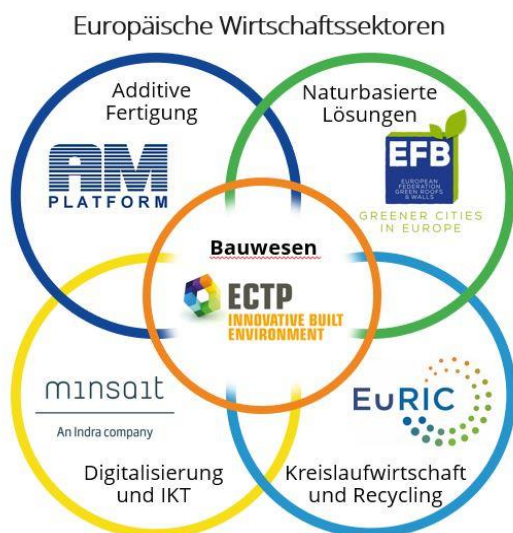 Europäische Wirtschaftssektoren
Additive
Fertigung
AM
PLATFORM
Naturbasierte
Lösungen
EFB
EUROPEAN
FEDERATION
GREEN ROOFS
& WALLS
GREENER CITIES
IN EUROPE
Bauwesen
ECTP
INNOVATIVE BUILT
ENVIRONMENT
minsait
An Indra company
Digitalisierung
und IKT
EuRIC
Kreislaufwirtschaft
und Recycling